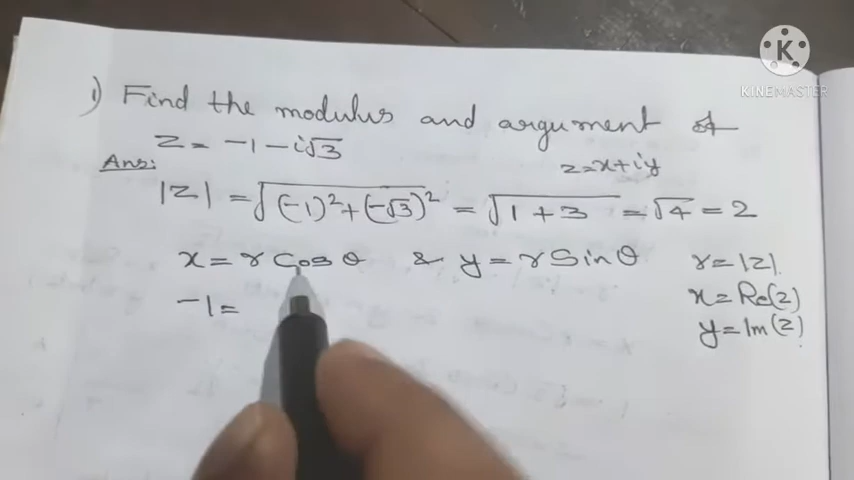 K
KINEMASTER
1) Find the modulus and argument of
z = -1 - i√3
Ans: z = x + iy
|z| = √(-1)² + (-√3)² = √1 + 3 = √4 = 2
x = r cos θ & y = r Sin θ r = |z|.
-1 = x = Re(z)
y = Im(z)